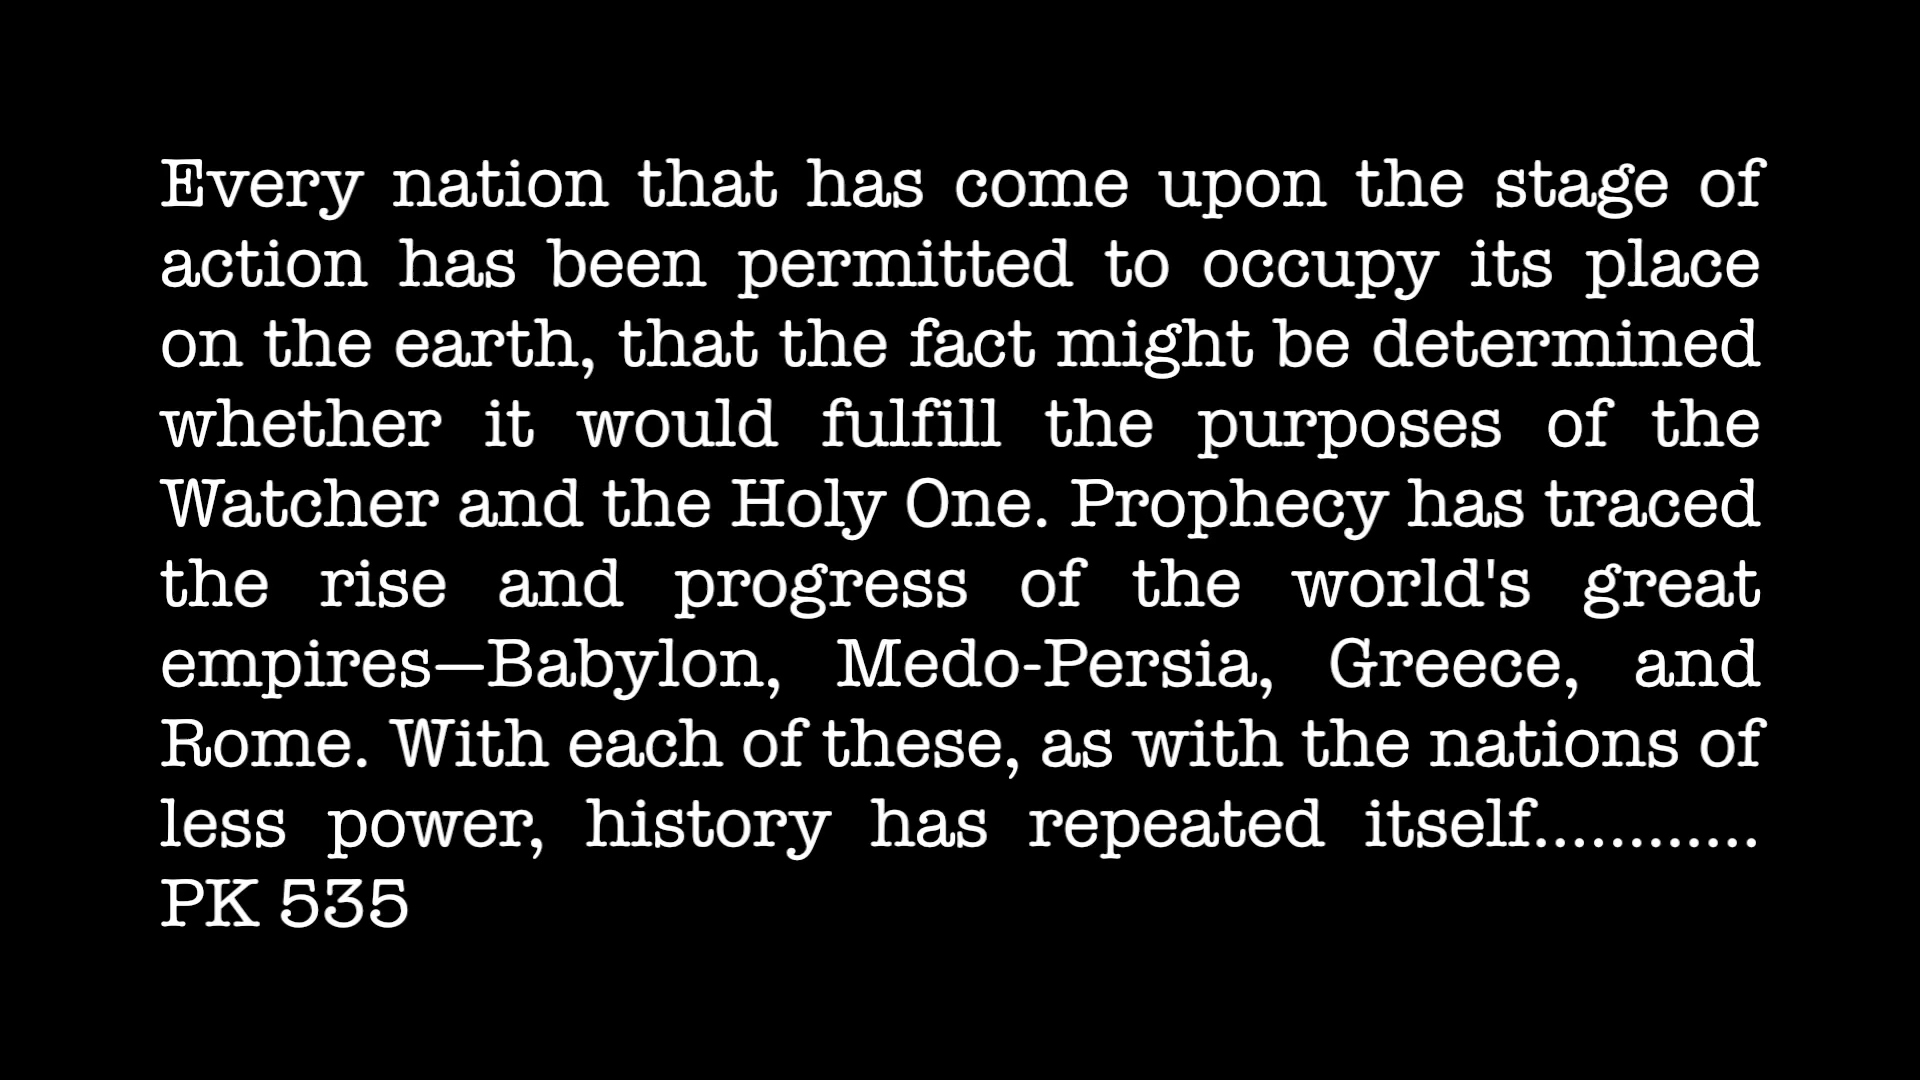 Every nation that has come upon the stage of
action has been permitted to occupy its place
on the earth, that the fact might be determined
whether it would fulfill the purposes of the
Watcher and the Holy One. Prophecy has traced
the rise and progress of the world's great
empires—Babylon, Medo-Persia, Greece, and
Rome. With each of these, as with the nations of
less power, history has repeated itself............
PK 535